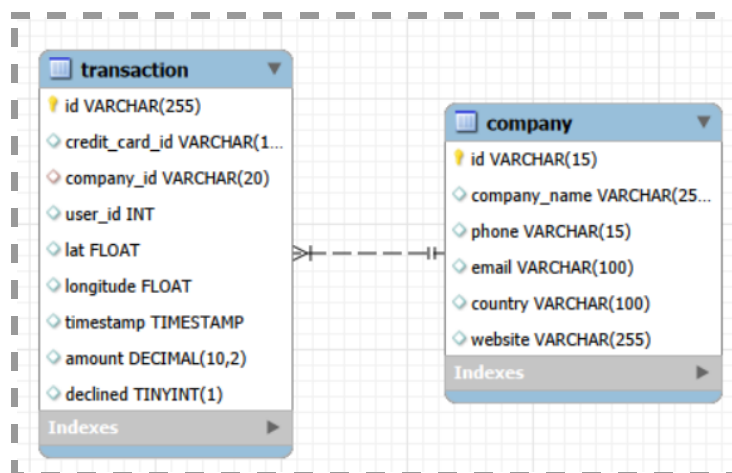 transaction
id VARCHAR(255)
credit_card_id VARCHAR(1...
company_id VARCHAR(20)
user_id INT
lat FLOAT
longitude FLOAT
timestamp TIMESTAMP
amount DECIMAL(10,2)
declined TINYINT(1)
Indexes
company
id VARCHAR(15)
company_name VARCHAR(25...
phone VARCHAR(15)
email VARCHAR(100)
country VARCHAR(100)
website VARCHAR(255)
Indexes